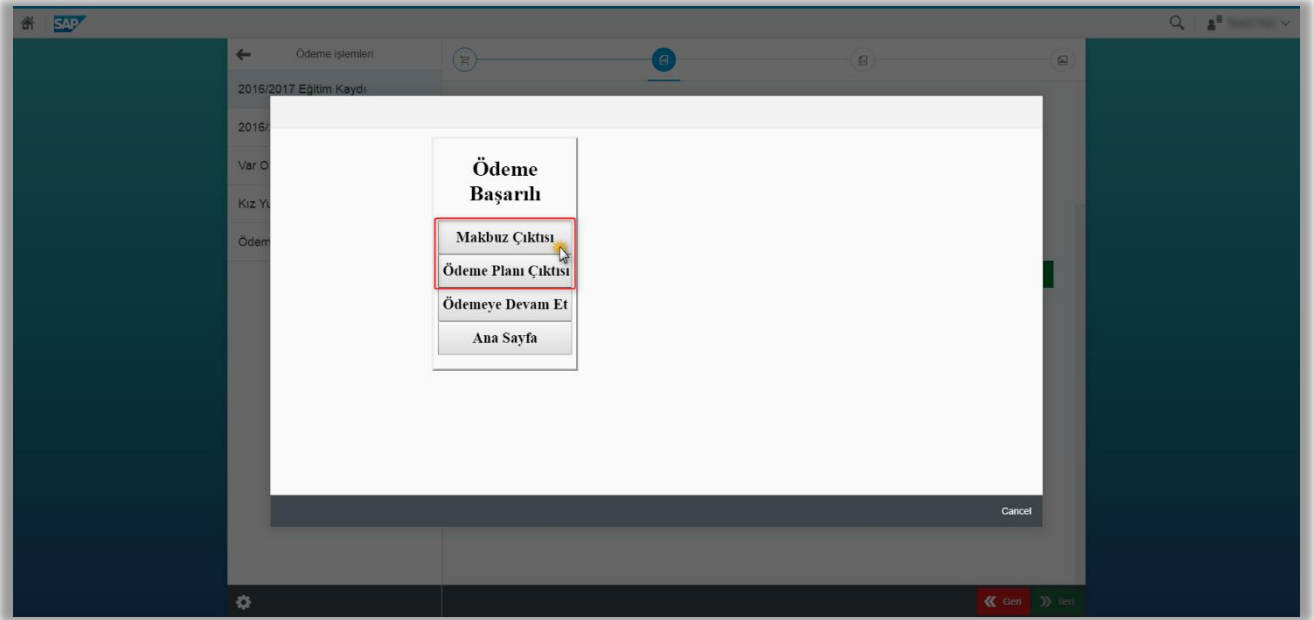 SAP
Ödeme işlemleri
2016/2017 Eğitim Kaydı
2016/
Var O
Kız Yu
Ödem
Ödeme
Başarılı
Makbuz Çıktısı
Ödeme Planı Çıktısı
Ödemeye Devam Et
Ana Sayfa
Cancel
Geri
İleri